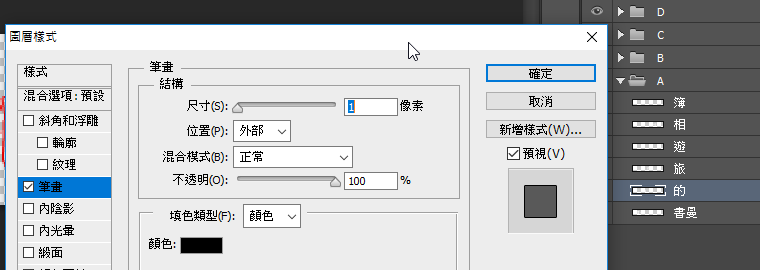 圖層樣式
樣式
混合選項：預設
斜角和浮雕
輪廓
紋理
筆畫
內陰影
內光暈
緞面
筆畫
結構
尺寸(S): 1 像素
位置(P): 外部
混合模式(B): 正常
不透明(O): 100 %
填色類型(F): 顏色
顏色:
確定
取消
新增樣式(W)...
預視(V)
D
C
B
A
簿
相
遊
旅
的
書曼